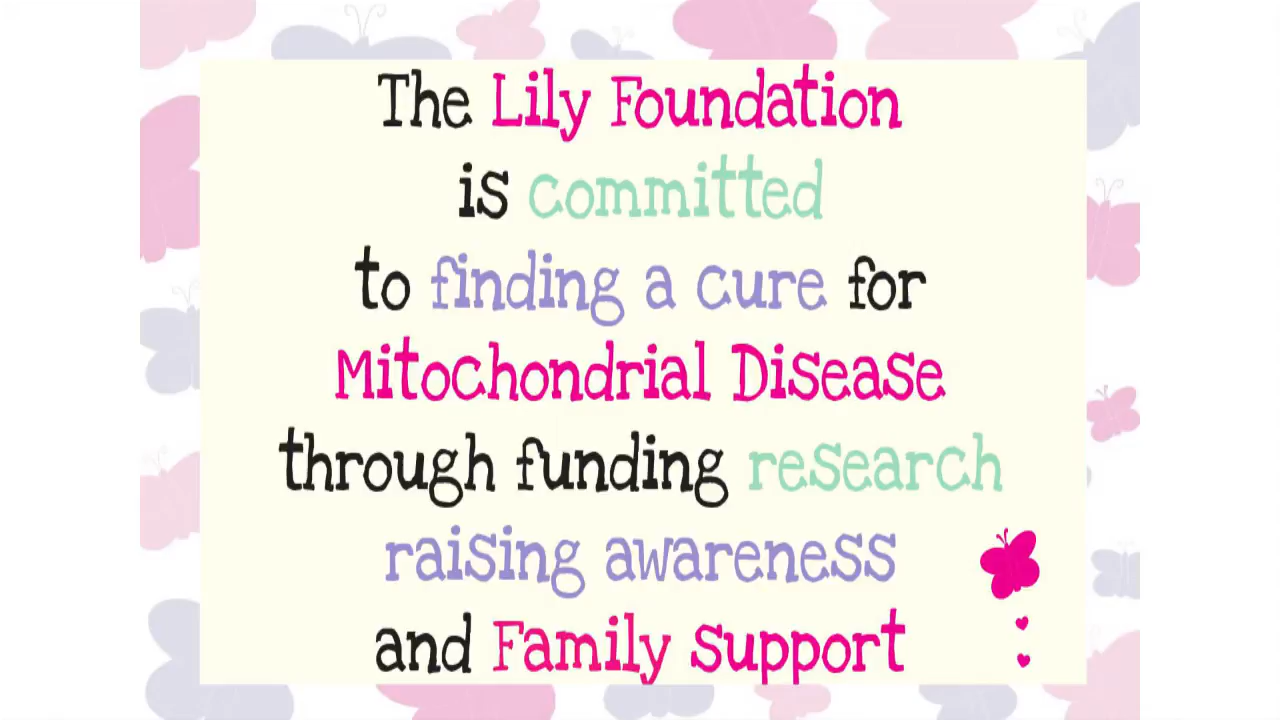 The Lily Foundation
is committed
to finding a cure for
Mitochondrial Disease
through funding research
raising awareness
and Family Support